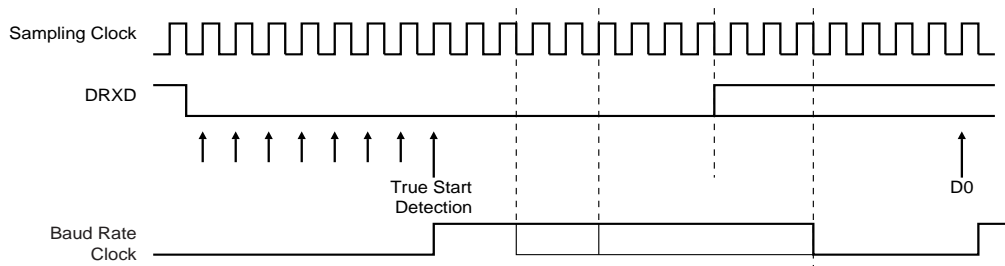 Sampling Clock
DRXD
True Start
Detection
D0
Baud Rate
Clock